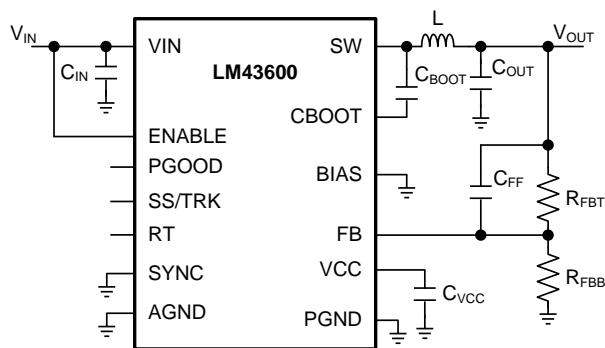 VIN
CIN
VIN
ENABLE
PGOOD
SS/TRK
RT
SYNC
AGND
LM43600
SW
CBOOT
BIAS
FB
VCC
PGND
L
CBOOT
COUT
VOUT
CFF
RFBT
RFBB
CVCC